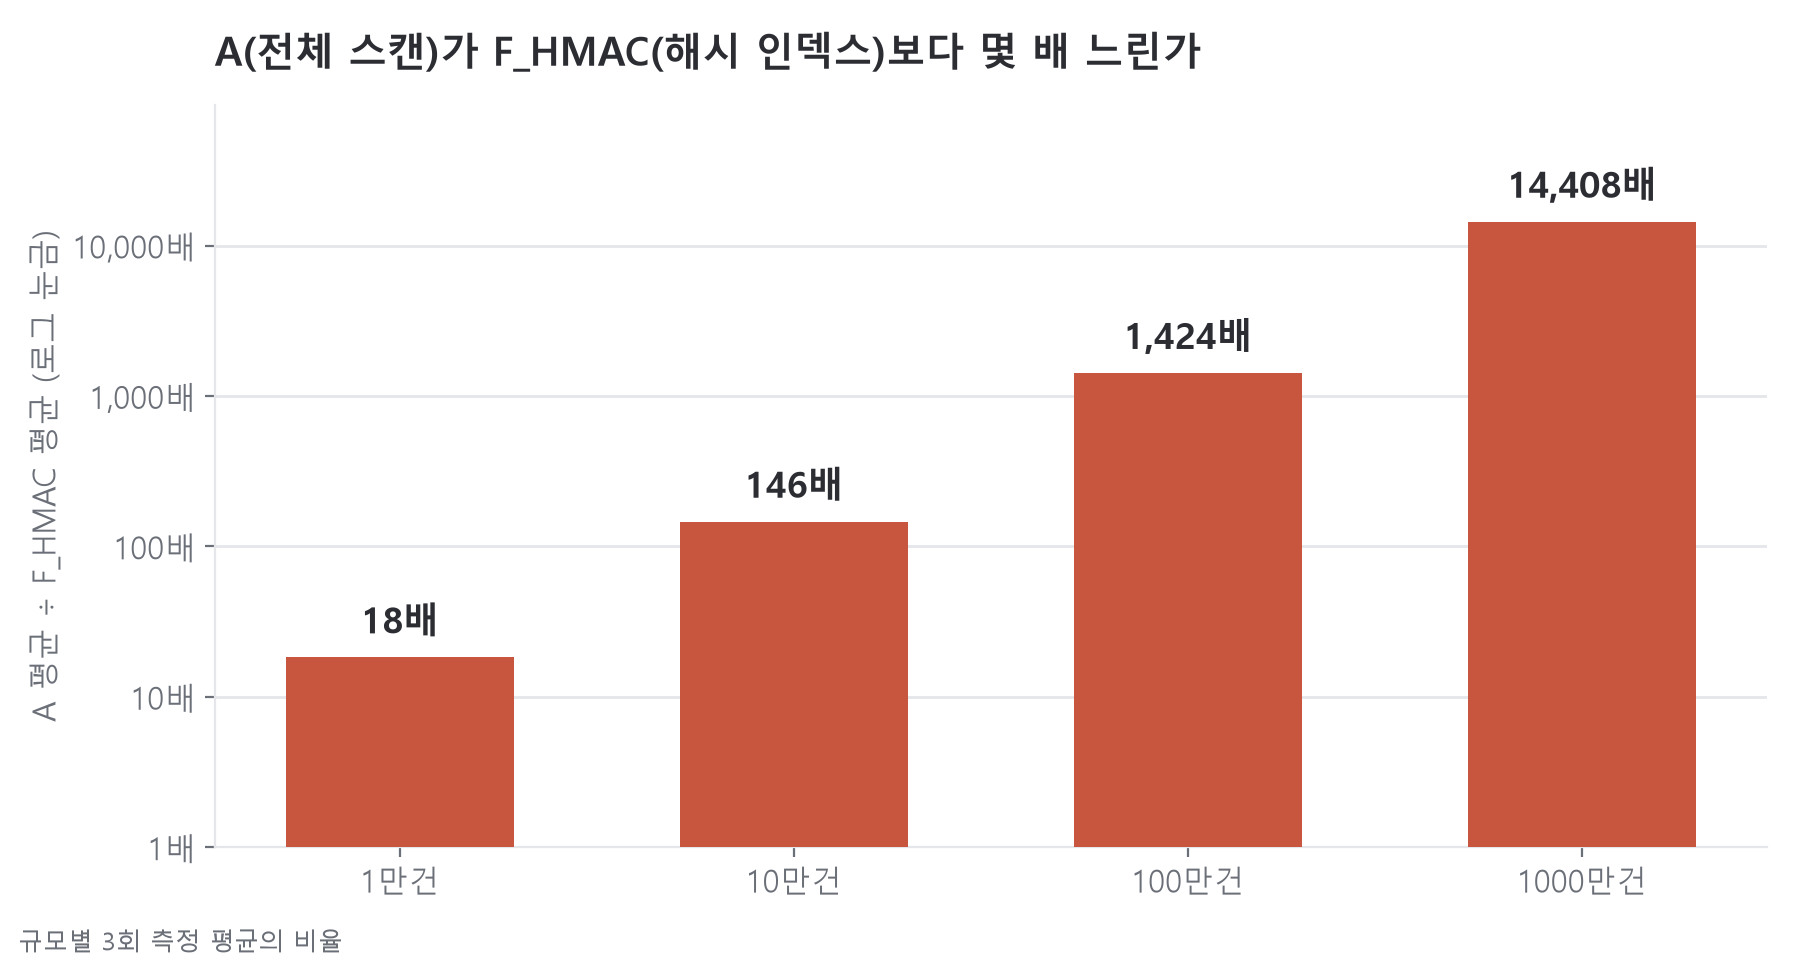 A(전체 스캔)가 F_HMAC(해시 인덱스)보다 몇 배 느린가
A 평균 ÷ F_HMAC 평균 (로그 눈금)
10,000배
1,000배
100배
10배
1배
18배
146배
1,424배
14,408배
1만건
10만건
100만건
1000만건
규모별 3회 측정 평균의 비율